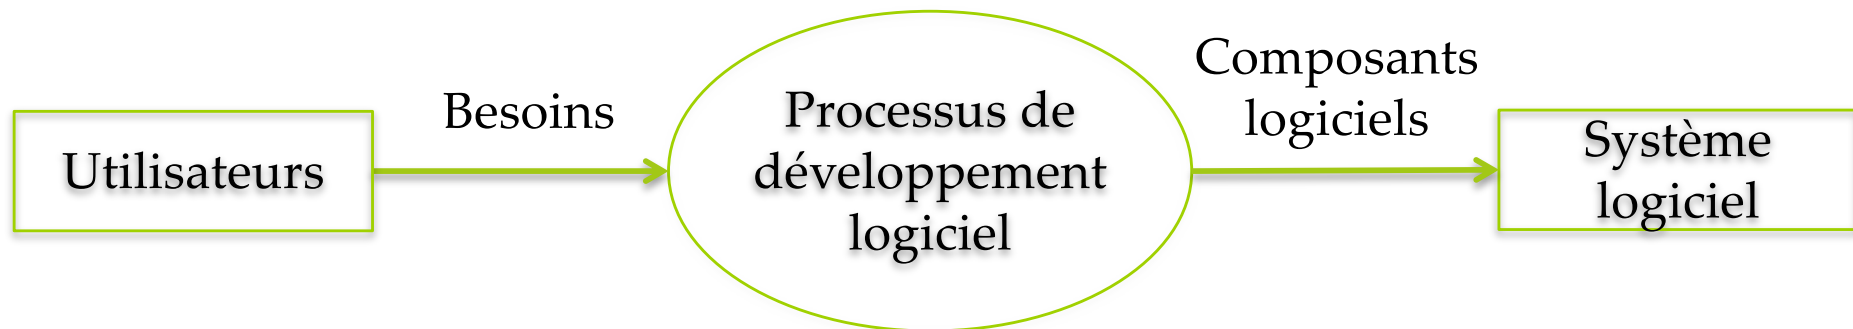 Utilisateurs
Besoins
Processus de
développement
logiciel
Composants
logiciels
Système
logiciel